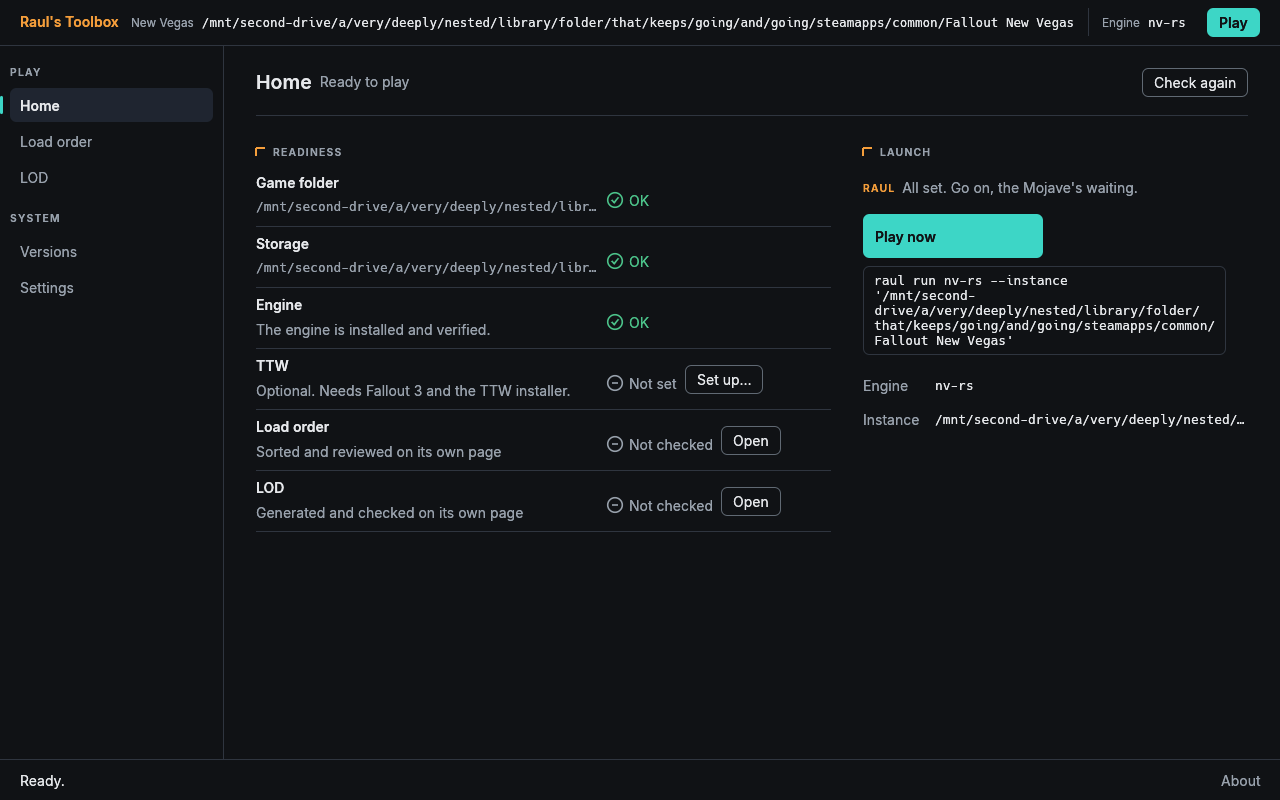 Raul's Toolbox New Vegas /mnt/second-drive/a/very/deeply/nested/library/folder/that/keeps/going/and/going/steamapps/common/Fallout New Vegas Engine nv-rs Play
PLAY
Home
Load order
LOD
SYSTEM
Versions
Settings
Home Ready to play
Check again
READINESS
Game folder
/mnt/second-drive/a/very/deeply/nested/libr…
OK
Storage
/mnt/second-drive/a/very/deeply/nested/libr…
OK
Engine
The engine is installed and verified.
OK
TTW
Optional. Needs Fallout 3 and the TTW installer.
Not set
Set up...
Load order
Sorted and reviewed on its own page
Not checked
Open
LOD
Generated and checked on its own page
Not checked
Open
LAUNCH
RAUL All set. Go on, the Mojave's waiting.
Play now
raul run nv-rs --instance
'/mnt/second-
drive/a/very/deeply/nested/library/folder/
that/keeps/going/and/going/steamapps/common/
Fallout New Vegas'
Engine nv-rs
Instance /mnt/second-drive/a/very/deeply/nested/…
Ready.
About